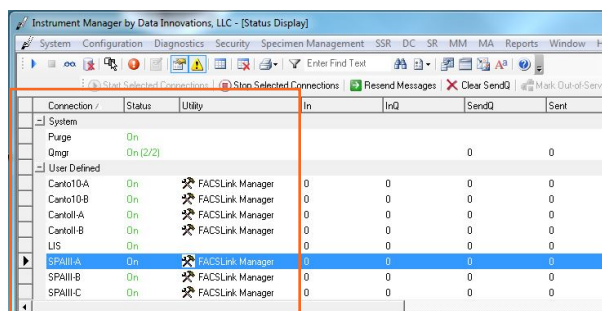 Instrument Manager by Data Innovations, LLC - [Status Display]
System Configuration Diagnostics Security Specimen Management SSR DC SR MM MA Reports Window H
Enter Find Text
Start Selected Connections Stop Selected Connections Resend Messages Clear SendQ Mark Out-of-Serv
Connection Status Utility In InQ SendQ Sent
System
Purge On
Qmgr On (2/2) 0 0
User Defined
Canto10-A On FACSLink Manager 0 0 0 0
Canto10-B On FACSLink Manager 0 0 0 0
CantoII-A On FACSLink Manager 0 0 0 0
CantoII-B On FACSLink Manager 0 0 0 0
LIS On 0 0 0 0
SPAIII-A On FACSLink Manager 0 0 0 0
SPAIII-B On FACSLink Manager 0 0 0 0
SPAIII-C On FACSLink Manager 0 0 0 0